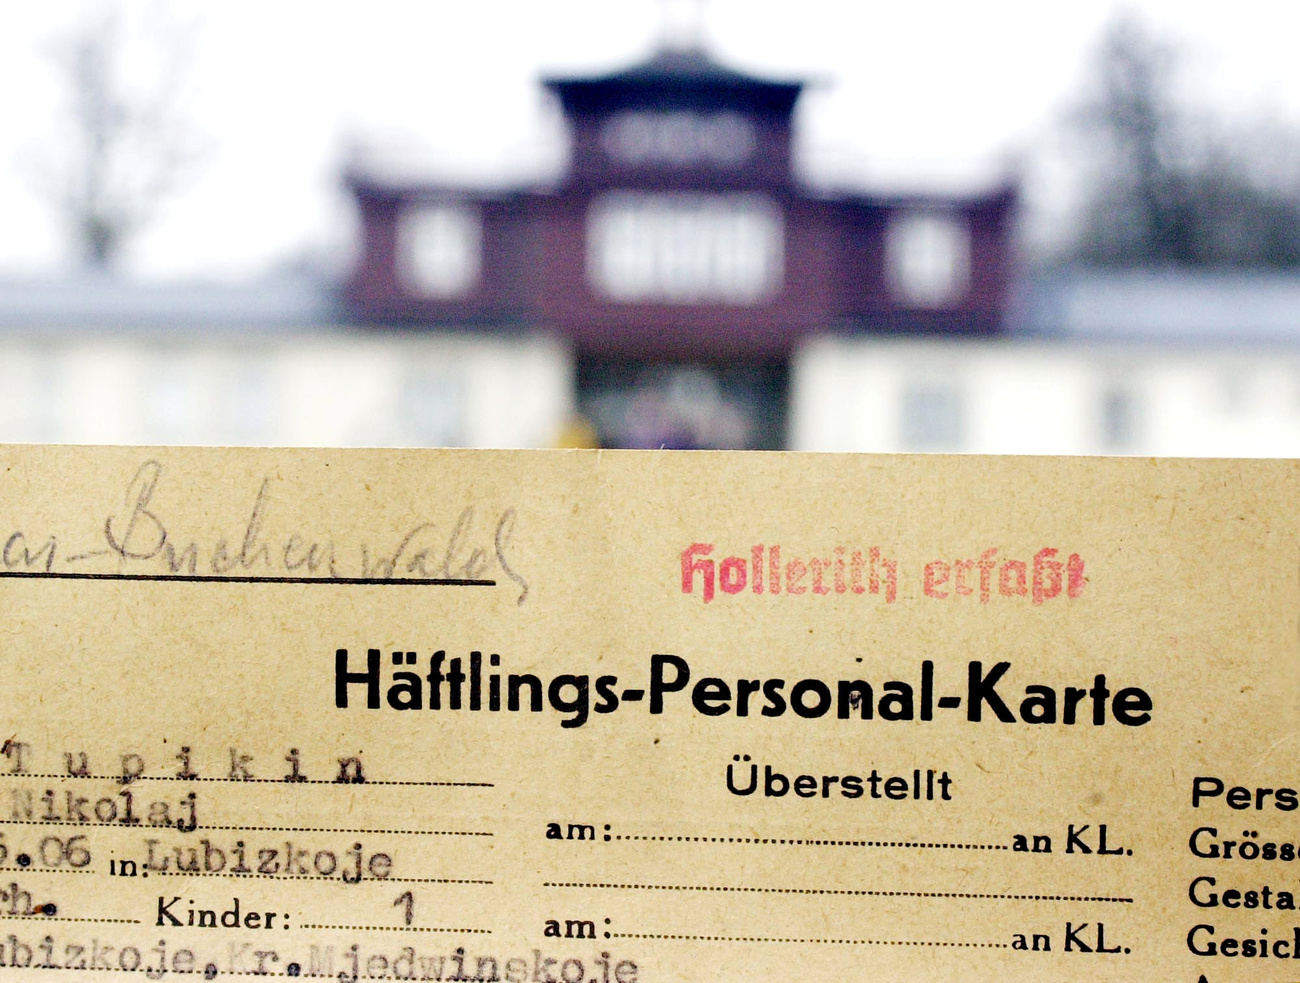 ar-Buchenwald
Hollerith erfaßt
Häftlings-Personal-Karte
Tupikin
Nikolaj
.06 in: Lubizkoje
rh. Kinder: 1
ubizkoje, Kr. Mjedwinskoje
Überstellt
am: an KL.
am: an KL.
Pers
Grösse
Gesta
Gesich